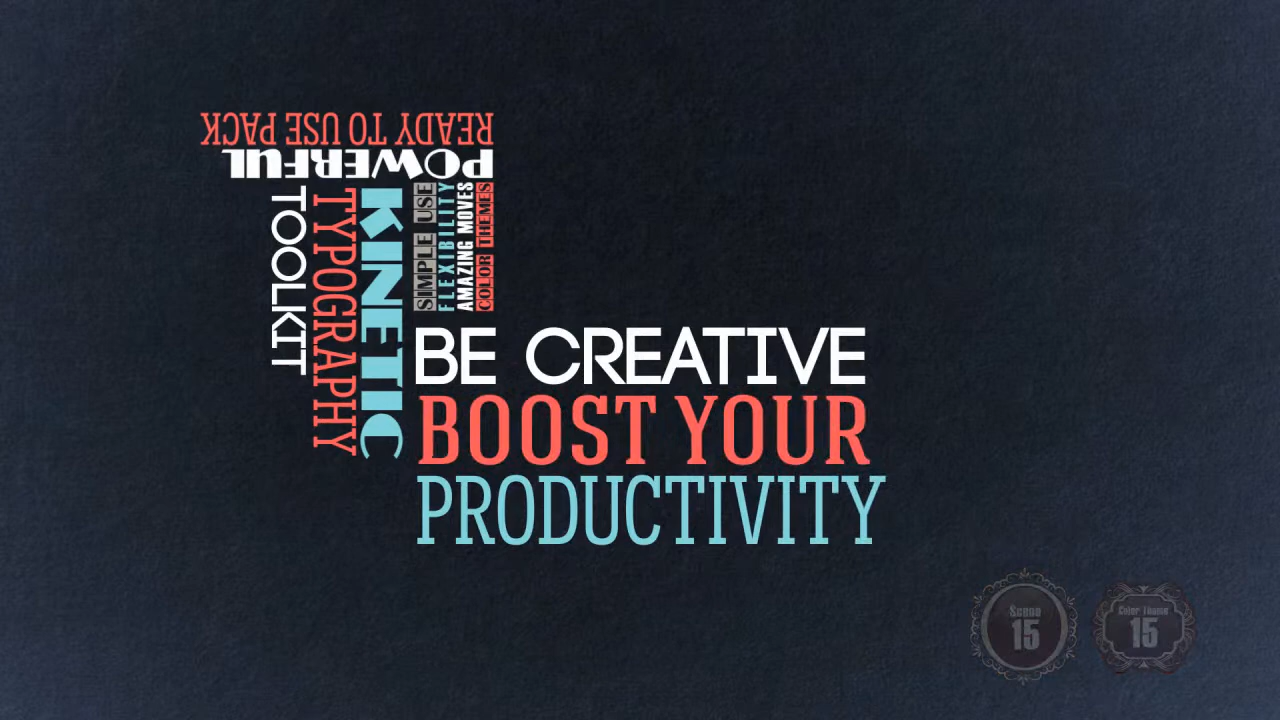 READY TO USE PACK
POWERFUL
KINETIC
TYPOGRAPHY
TOOLKIT
SIMPLE USE
FLEXIBILITY
AMAZING MOVES
COLOR THEMES
BE CREATIVE
BOOST YOUR
PRODUCTIVITY
Scene
15
Color Theme
15